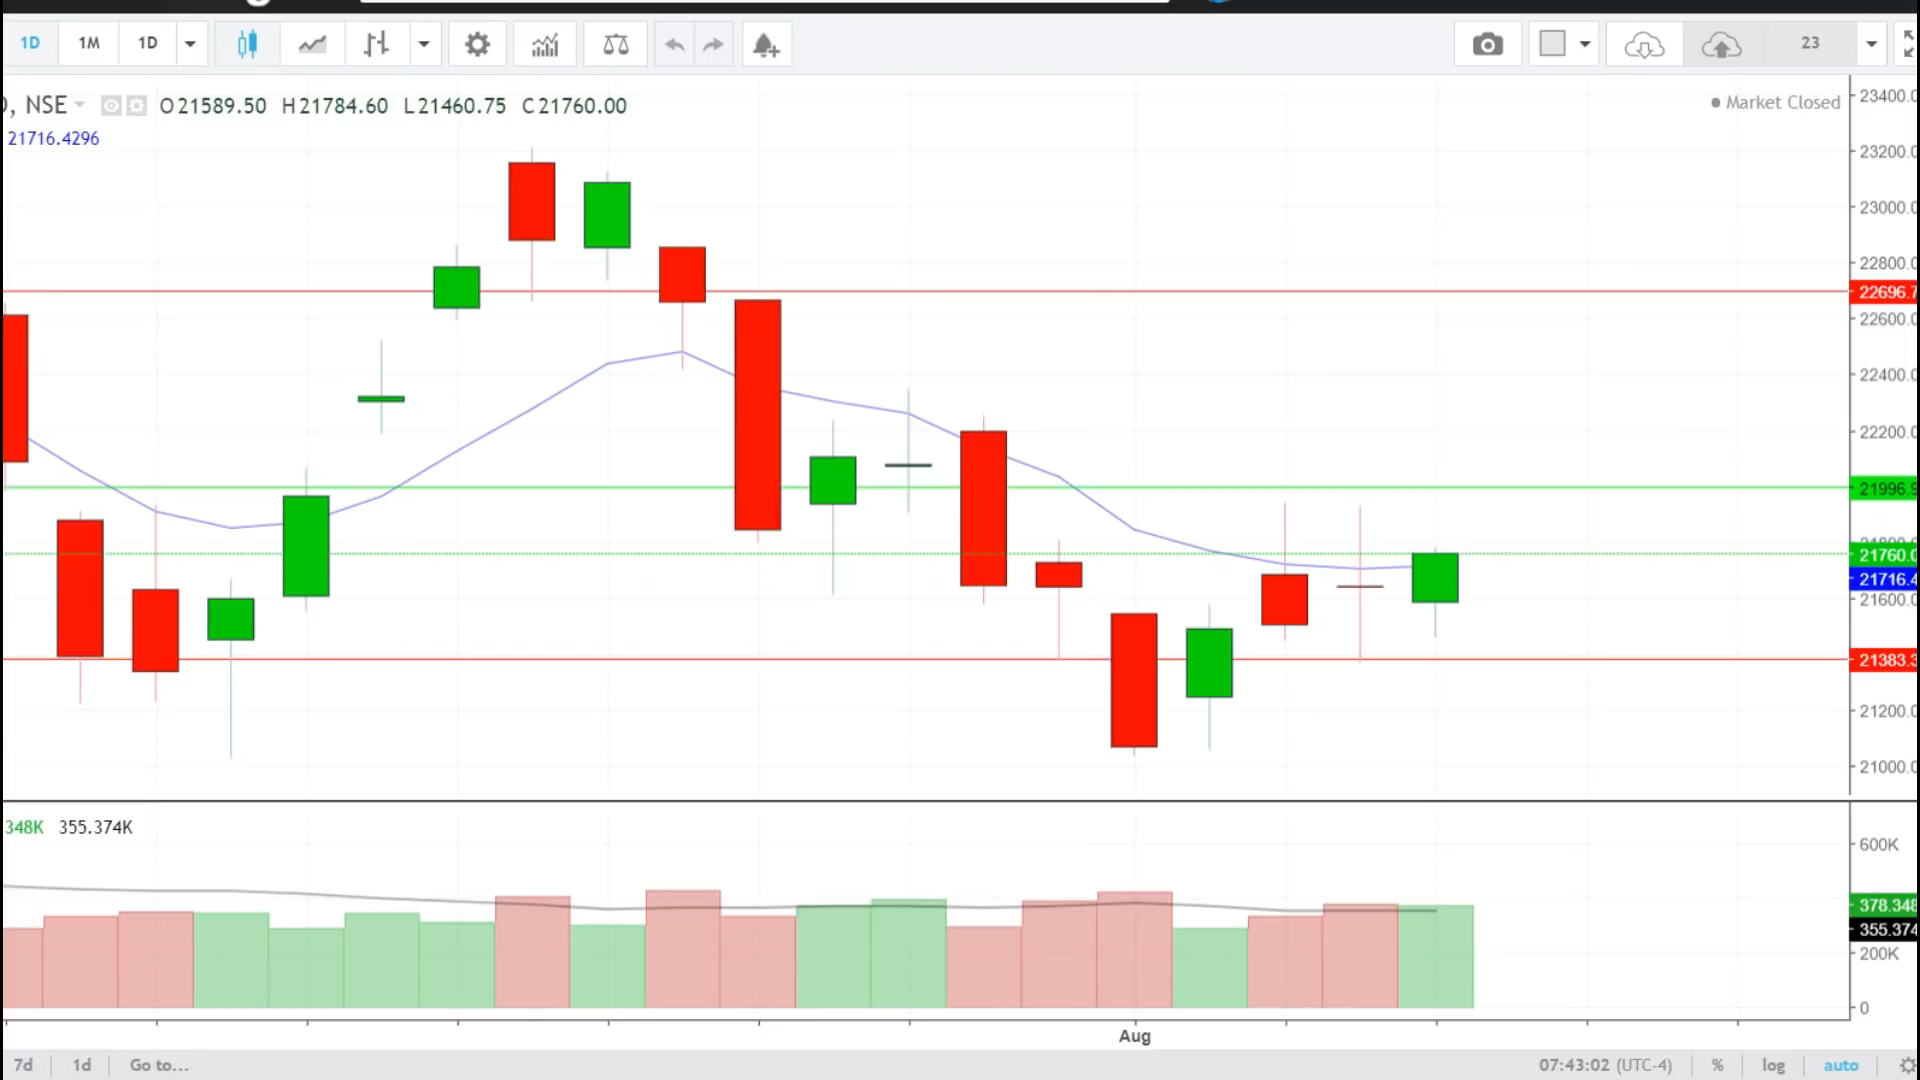 1D 1M 1D 23
, NSE O21589.50 H21784.60 L21460.75 C21760.00
Market Closed
21716.4296
23400.0
23200.0
23000.0
22800.0
22696.7
22600.0
22400.0
22200.0
21996.9
21760.0
21716.4
21600.0
21383.3
21200.0
21000.0
348K 355.374K
600K
378.348
355.374
200K
0
Aug
7d 1d Go to... 07:43:02 (UTC-4) % log auto